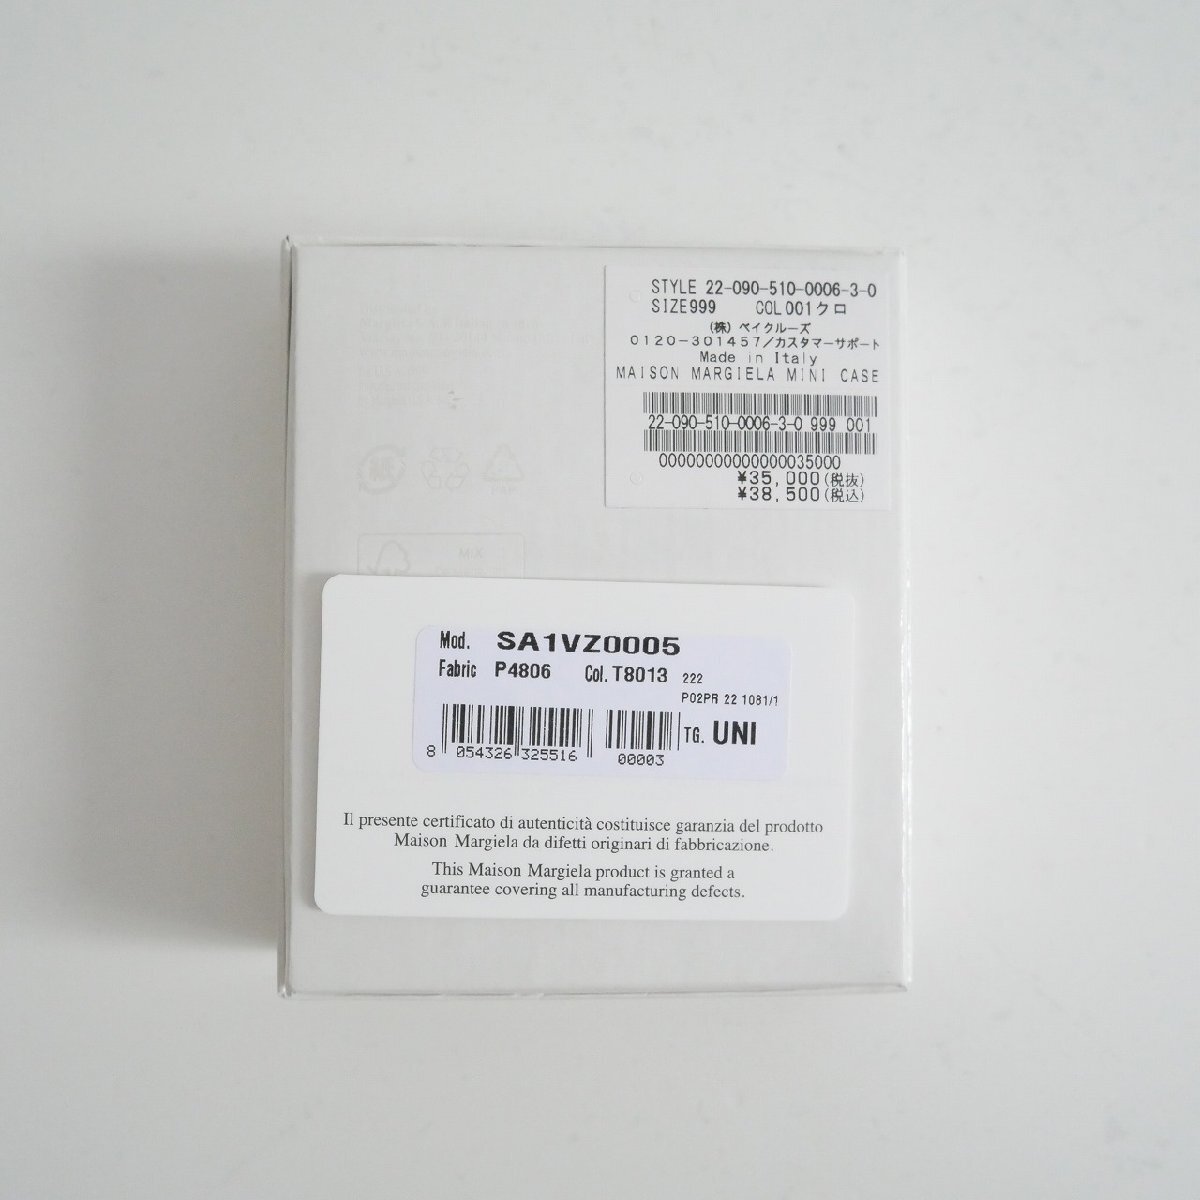 STYLE 22-090-510-0006-3-0
SIZE999 COL001クロ
(株) ベイクルーズ
0120-301457/カスタマーサポート
Made in Italy
MAISON MARGIELA MINI CASE
22-090-510-0006-3-0 999 001
00000000000000035000
¥35,000(税抜)
¥38,500(税込)
MIX
Mod. SA1VZ0005
Fabric P4806 Col. T8013 222
P02PR 22 1081/1
8 054326 325516 00003 TG. UNI
Il presente certificato di autenticità costituisce garanzia del prodotto
Maison Margiela da difetti originari di fabbricazione.
This Maison Margiela product is granted a
guarantee covering all manufacturing defects.